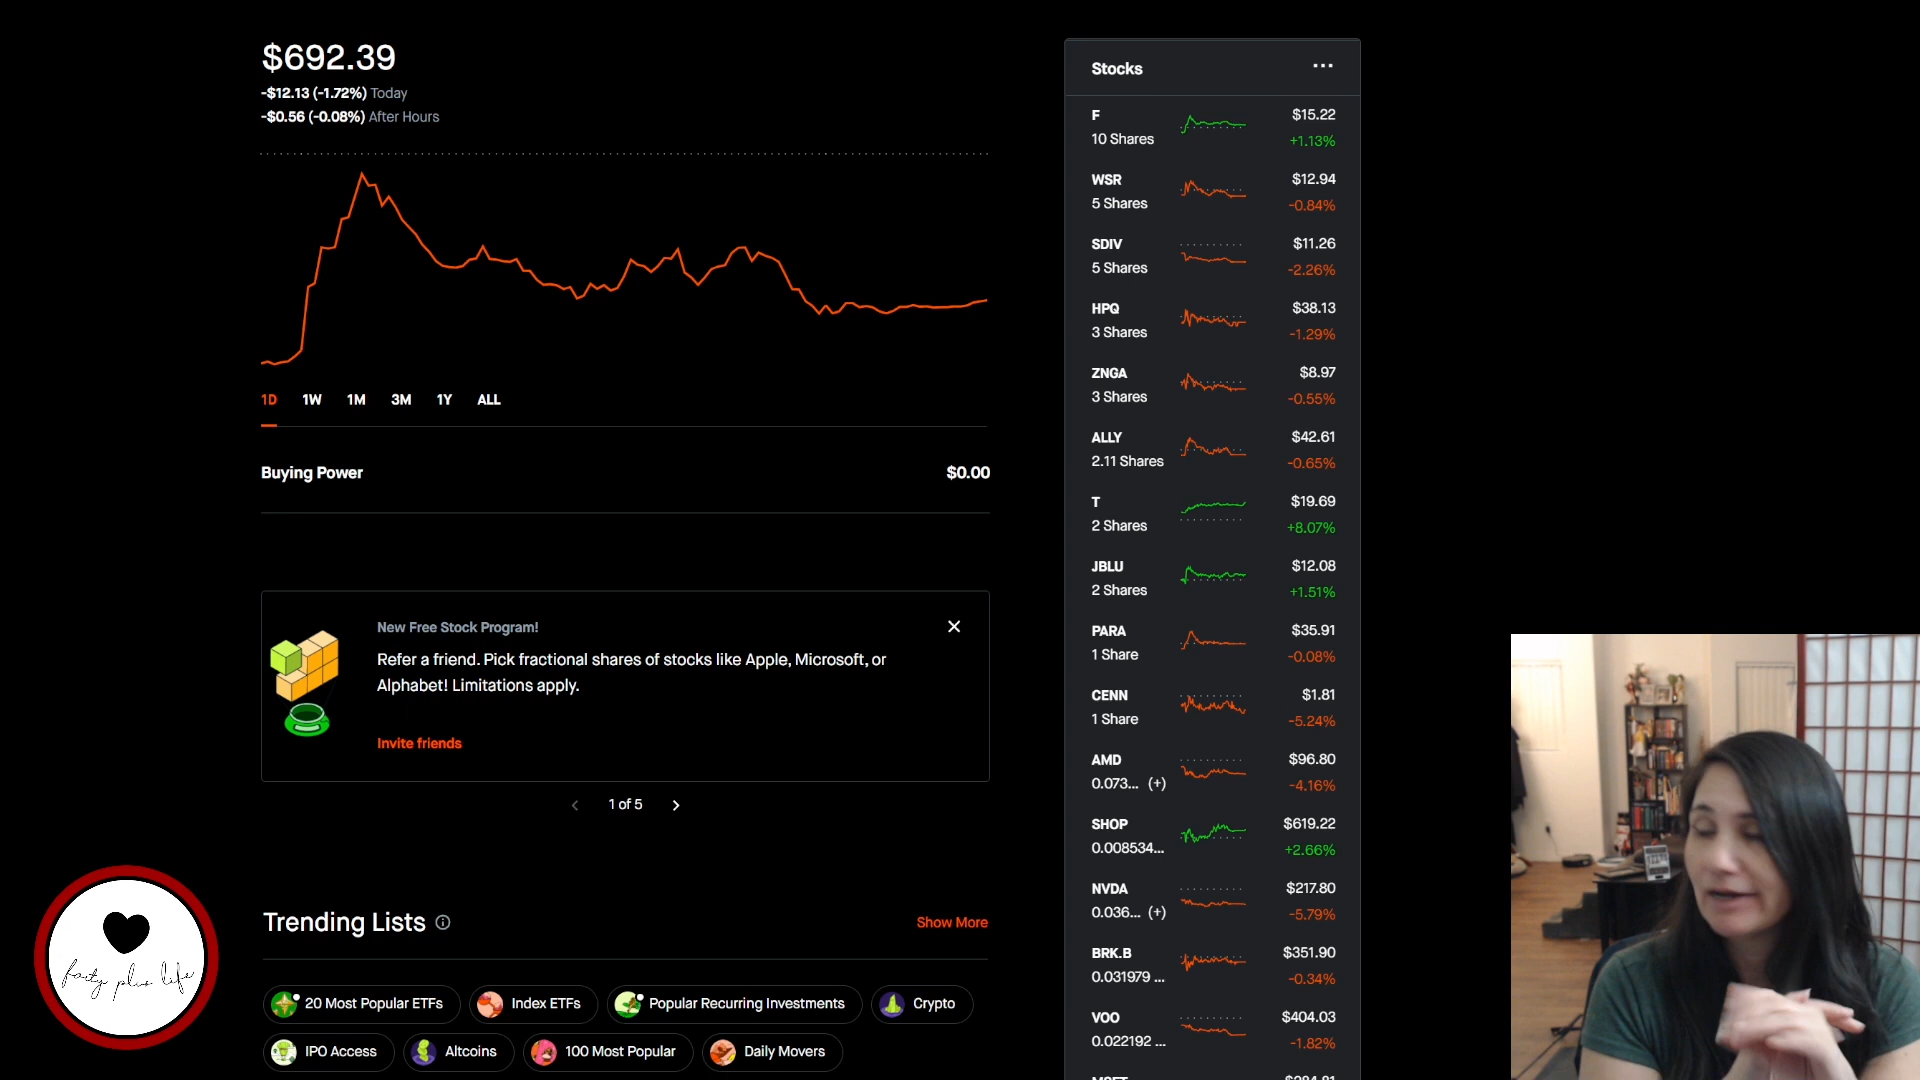 $692.39
-$12.13 (-1.72%) Today
-$0.56 (-0.08%) After Hours
1D 1W 1M 3M 1Y ALL
Buying Power $0.00
New Free Stock Program!
Refer a friend. Pick fractional shares of stocks like Apple, Microsoft, or
Alphabet! Limitations apply.
Invite friends
1 of 5
Trending Lists Show More
20 Most Popular ETFs Index ETFs Popular Recurring Investments Crypto
IPO Access Altcoins 100 Most Popular Daily Movers
forty plus life
Stocks
F $15.22
10 Shares +1.13%
WSR $12.94
5 Shares -0.84%
SDIV $11.26
5 Shares -2.26%
HPQ $38.13
3 Shares -1.29%
ZNGA $8.97
3 Shares -0.55%
ALLY $42.61
2.11 Shares -0.65%
T $19.69
2 Shares +8.07%
JBLU $12.08
2 Shares +1.51%
PARA $35.91
1 Share -0.08%
CENN $1.81
1 Share -5.24%
AMD $96.80
0.073... (+) -4.16%
SHOP $619.22
0.008534... +2.66%
NVDA $217.80
0.036... (+) -5.79%
BRK.B $351.90
0.031979 ... -0.34%
VOO $404.03
0.022192 ... -1.82%